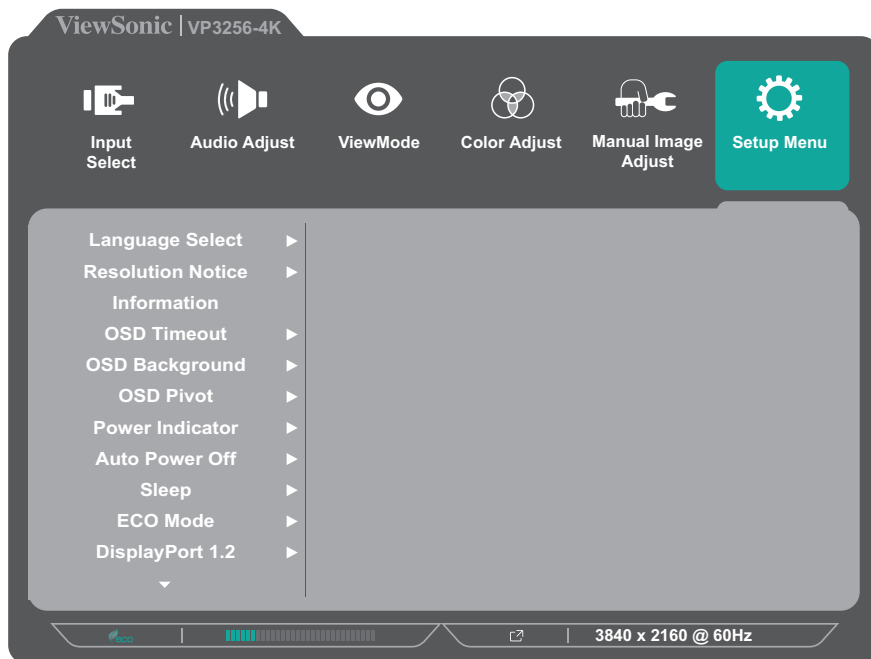 ViewSonic | VP3256-4K
Input Select
Audio Adjust
ViewMode
Color Adjust
Manual Image Adjust
Setup Menu
Language Select
Resolution Notice
Information
OSD Timeout
OSD Background
OSD Pivot
Power Indicator
Auto Power Off
Sleep
ECO Mode
DisplayPort 1.2
eco
3840 x 2160 @ 60Hz